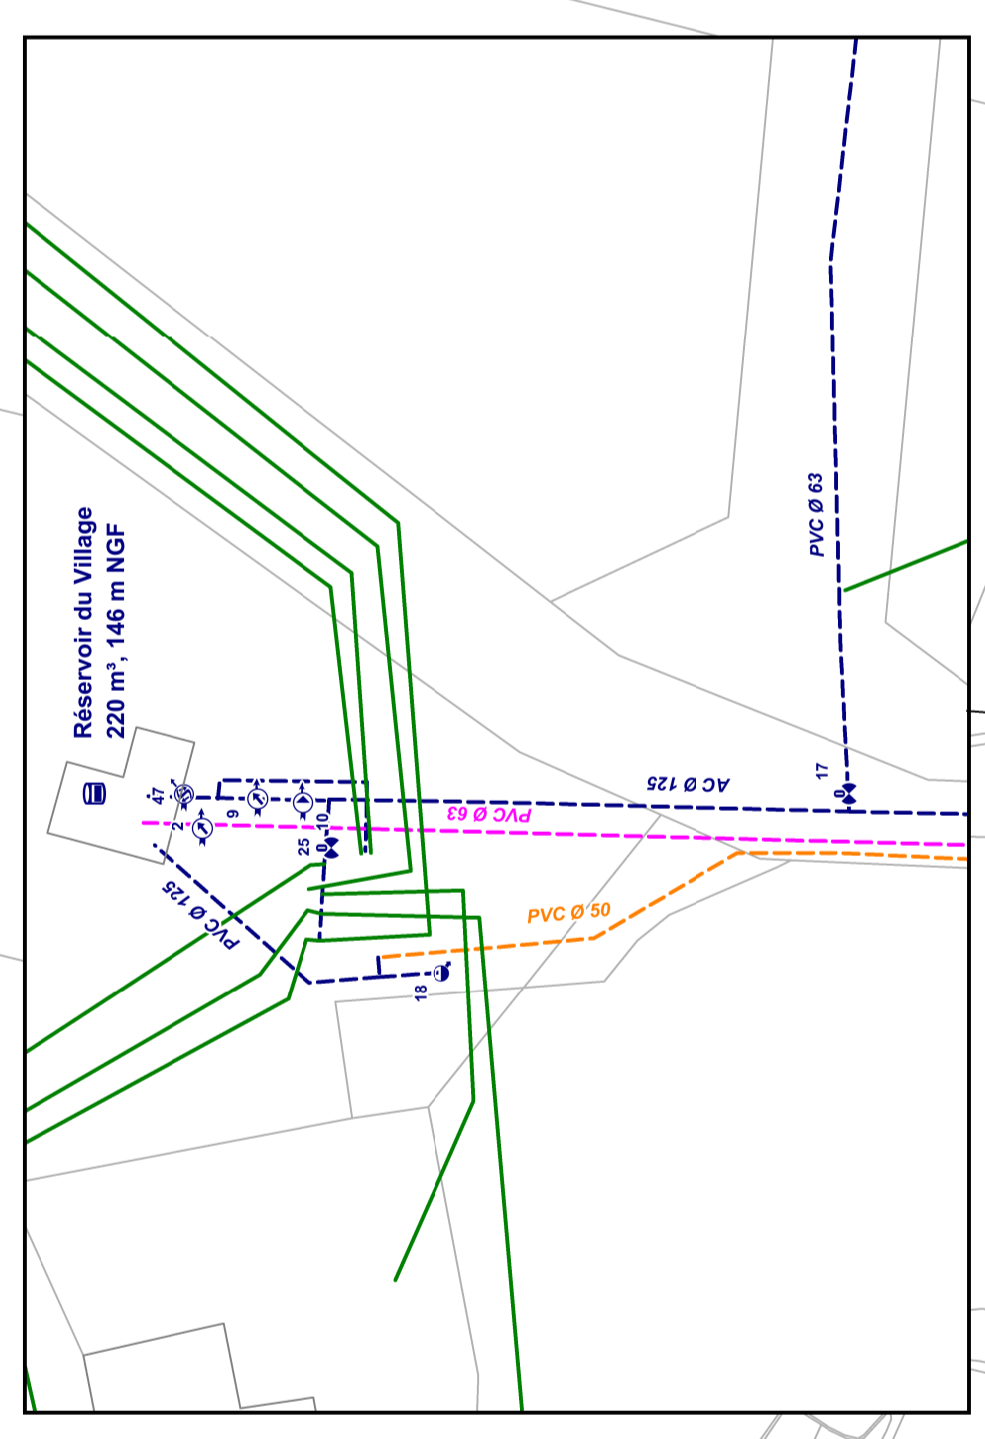 Réservoir du Village
220 m³, 146 m NGF
PVC Ø 63
47
2
9
17
0
AC Ø 125
PVC Ø 63
25
0
10
PVC Ø 125
PVC Ø 50
18